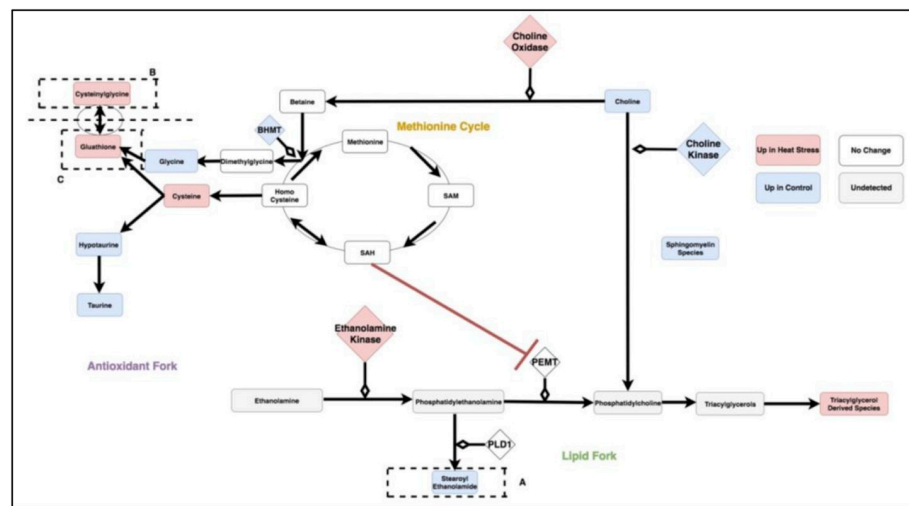 Choline
Oxidase
B
Cysteinylglycine
Betaine
Choline
BHMT
Methionine Cycle
Methionine
Gluathione
Glycine
Dimethylglycine
Choline
Kinase
Up in Heat Stress
No Change
C
Up in Control
Undetected
Cysteine
Homo
Cysteine
SAM
Hypotaurine
SAH
Sphingomyelin
Species
Taurine
Ethanolamine
Kinase
Antioxidant Fork
PEMT
Ethanolamine
Phosphatidylethanolamine
Phosphatidylcholine
Triacylglycerols
Triacylglycerol
Derived Species
PLD1
Lipid Fork
Stearoyl
Ethanolamide
A